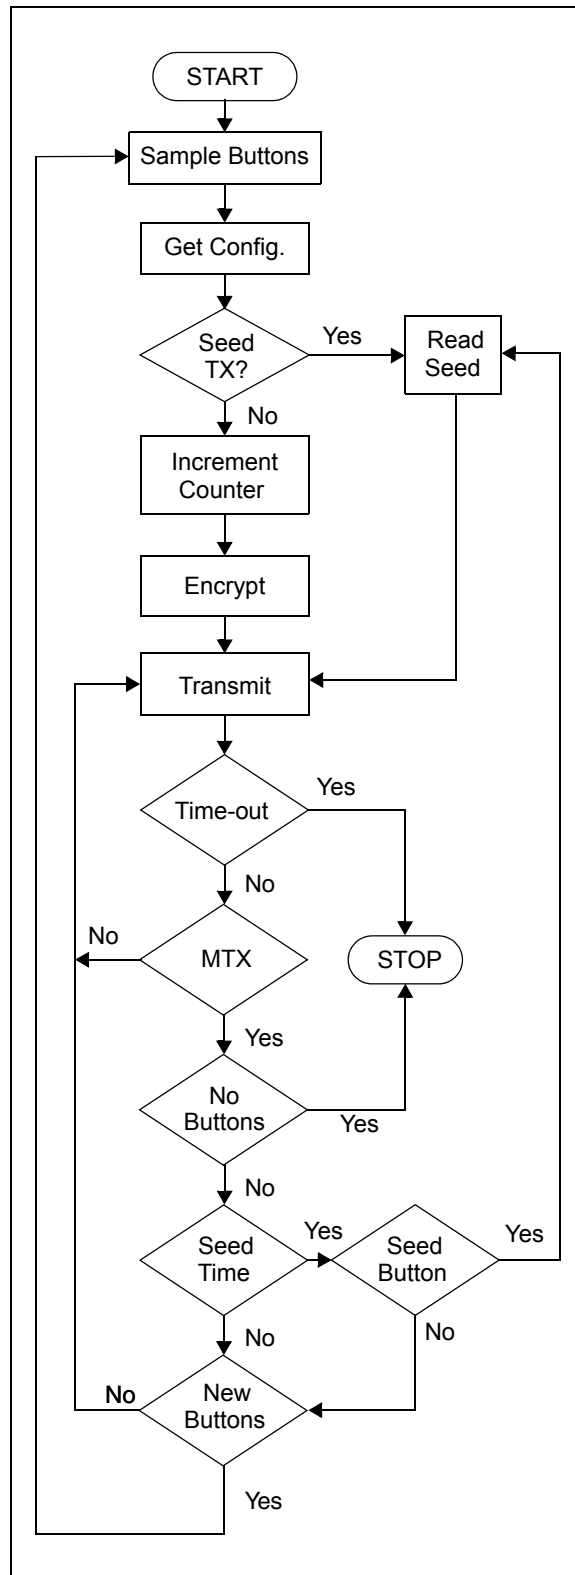 START
Sample Buttons
Get Config.
Seed
TX?
Yes
Read
Seed
No
Increment
Counter
Encrypt
Transmit
Time-out
Yes
No
No
MTX
STOP
Yes
No
Buttons
Yes
No
Seed
Time
Yes
Seed
Button
Yes
No
No
No
New
Buttons
Yes